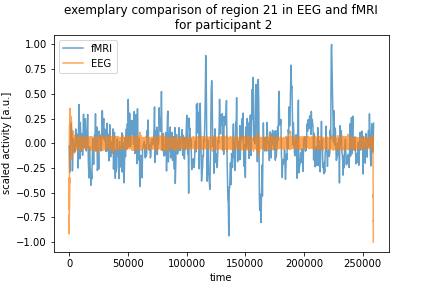 exemplary comparison of region 21 in EEG and fMRI
for participant 2
fMRI
EEG
scaled activity [a.u.]
1.00
0.75
0.50
0.25
0.00
−0.25
−0.50
−0.75
−1.00
0
50000
100000
150000
200000
250000
time